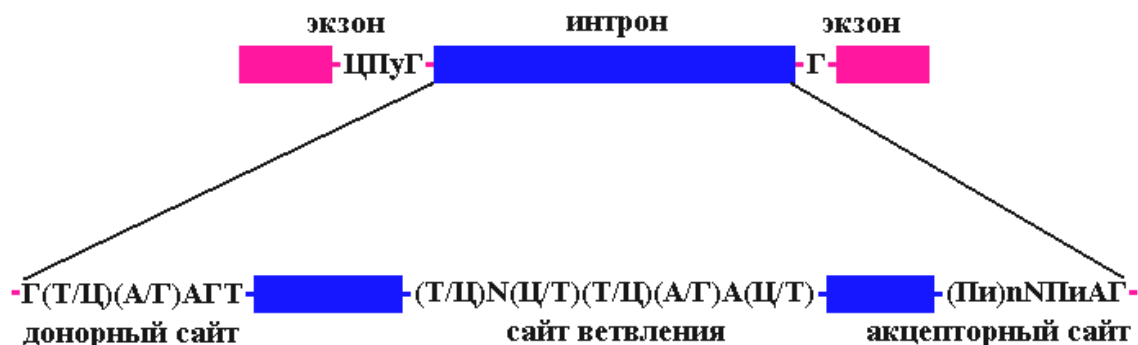 экзон интрон экзон
ЦПуГ Г
Г(Т/Ц)(А/Г)АГТ (Т/Ц)N(Ц/Т)(Т/Ц)(А/Г)А(Ц/Т) (Пи)nNПиАГ
донорный сайт сайт ветвления акцепторный сайт